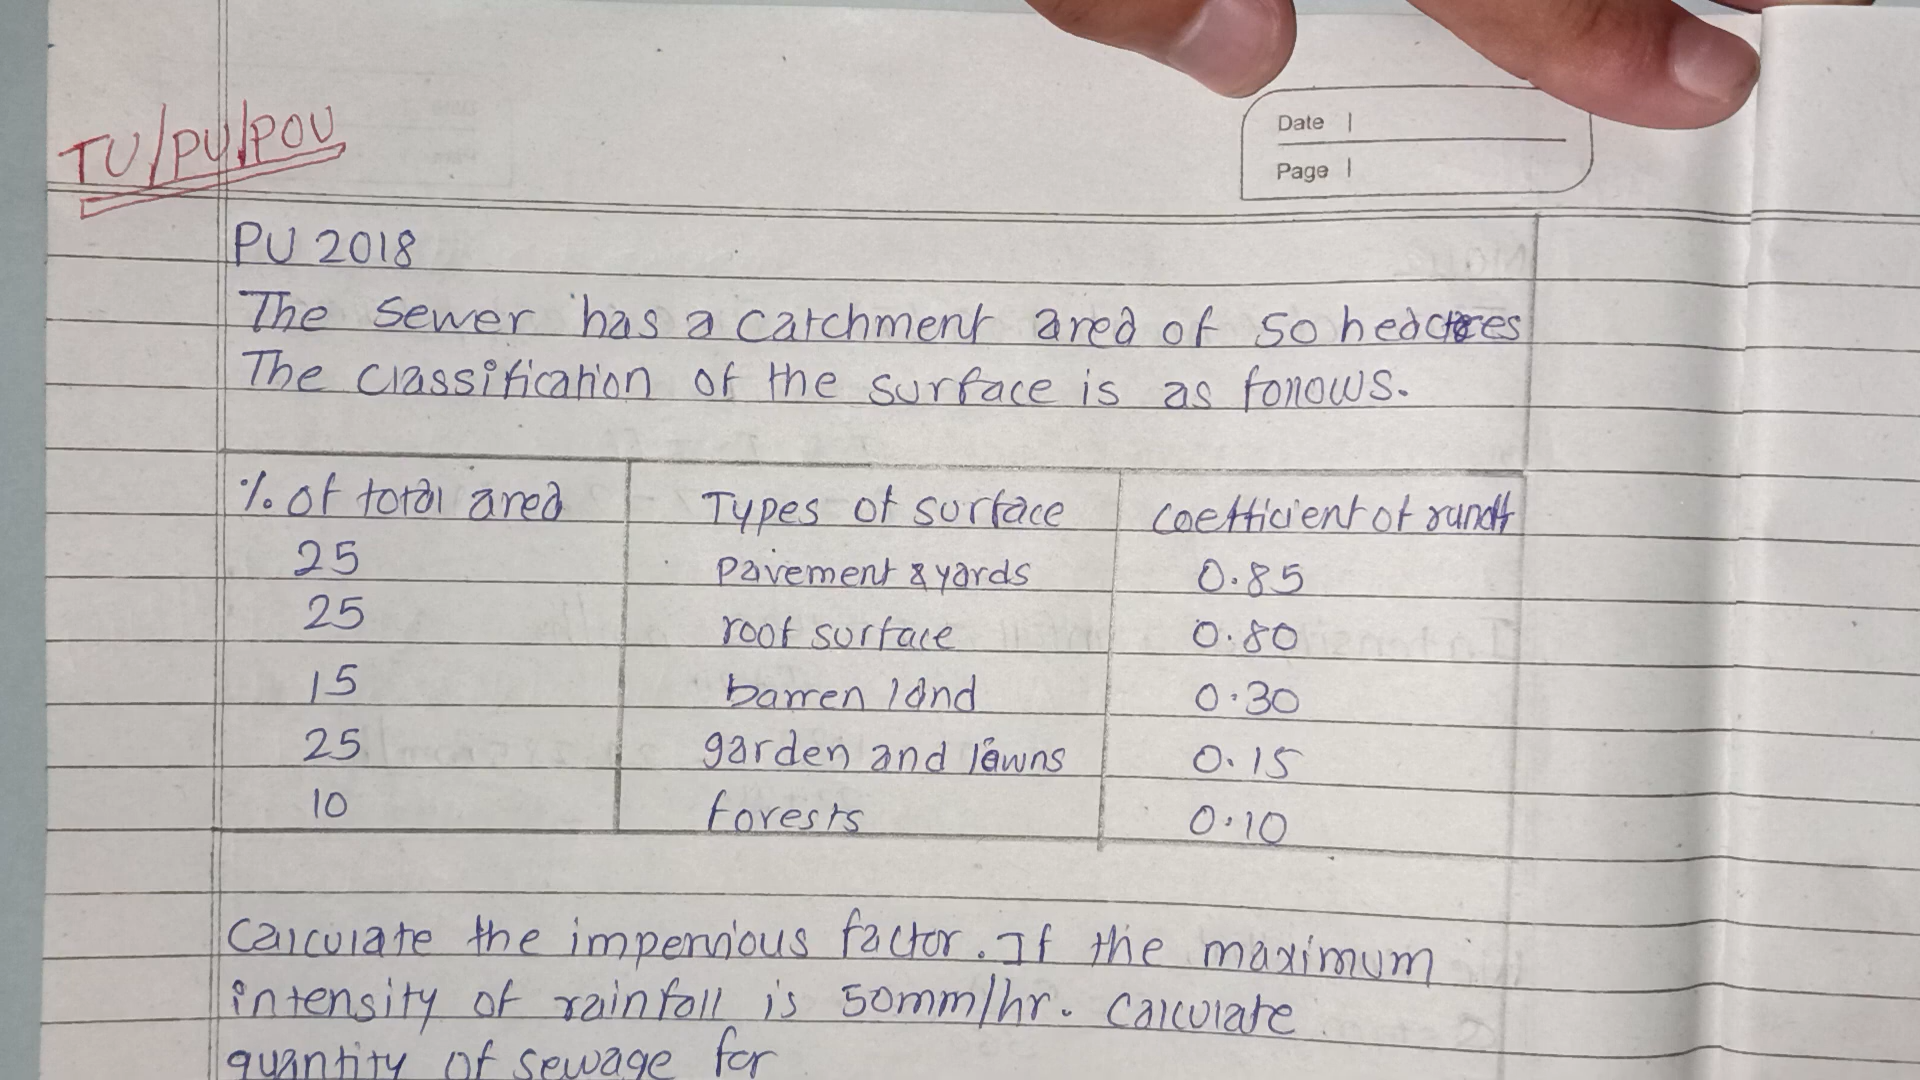 TU/PU/POU
Date
Page
PU 2018
The sewer has a catchment area of 50 heactres
The classification of the surface is as follows.
% of total area Types of surface coefficient of runoff
25 pavement & yards 0.85
25 roof surface 0.80
15 barren land 0.30
25 garden and lawns 0.15
10 forests 0.10
calculate the impervious factor. If the maximum
intensity of rainfall is 50mm/hr. calculate
quantity of sewage for